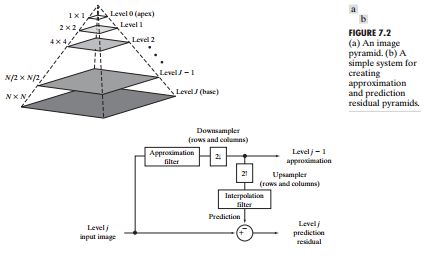 1 × 1
Level 0 (apex)
2 × 2
Level 1
4 × 4
Level 2
Level J − 1
N/2 × N/2
Level J (base)
N × N
a
b
FIGURE 7.2
(a) An image
pyramid. (b) A
simple system for
creating
approximation
and prediction
residual pyramids.
Downsampler
(rows and columns)
Approximation
filter
2↓
Level j − 1
approximation
2↑
Upsampler
(rows and columns)
Interpolation
filter
Prediction
Level j
input image
+
−
Level j
prediction
residual